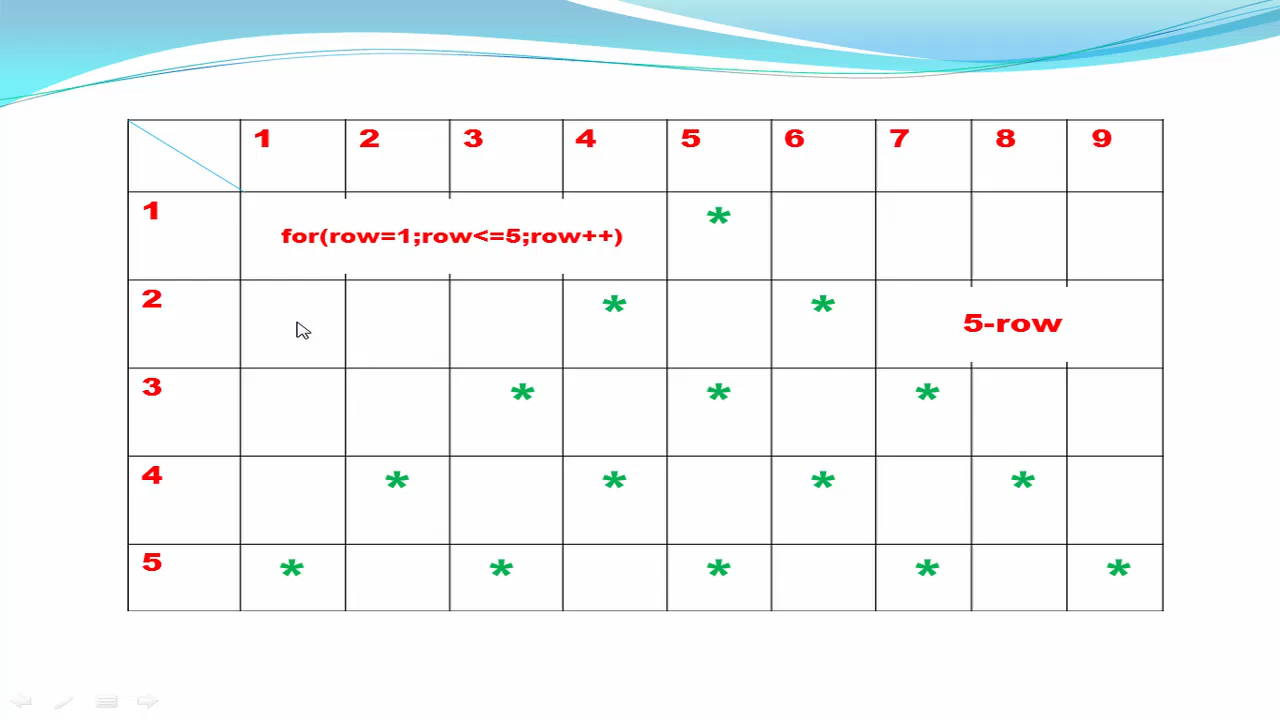 1 2 3 4 5 6 7 8 9
1 for(row=1;row<=5;row++) *
2 * * 5-row
3 * * *
4 * * * *
5 * * * * *